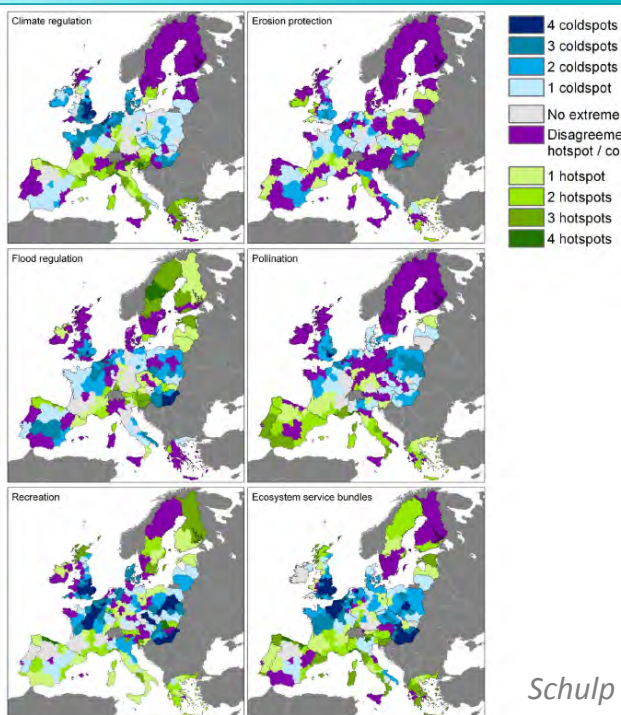 Climate regulation
Erosion protection
4 coldspots
3 coldspots
2 coldspots
1 coldspot
No extreme
Disagreeme
hotspot / co
1 hotspot
2 hotspots
3 hotspots
4 hotspots
Flood regulation
Pollination
Recreation
Ecosystem service bundles
Schulp